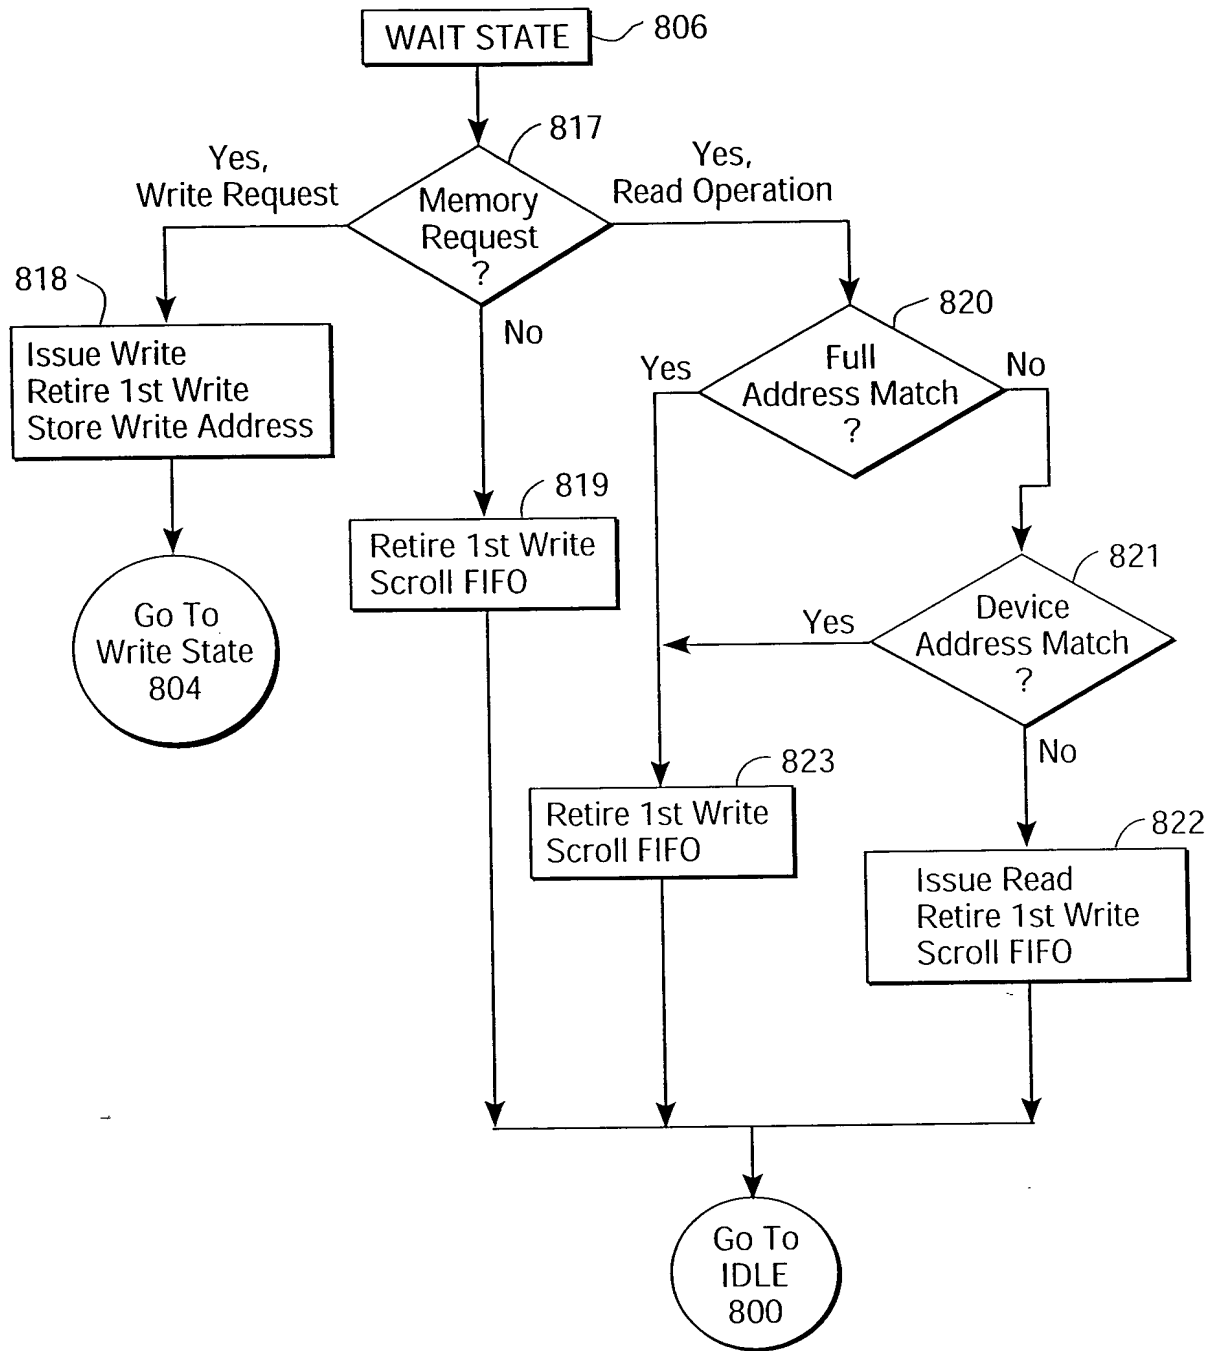 WAIT STATE
806
817
Yes,
Write Request
Yes,
Read Operation
Memory
Request
?
818
820
No
Issue Write
Retire 1st Write
Store Write Address
Yes
Full
Address Match
?
No
819
Retire 1st Write
Scroll FIFO
821
Go To
Write State
804
Yes
Device
Address Match
?
No
823
Retire 1st Write
Scroll FIFO
822
Issue Read
Retire 1st Write
Scroll FIFO
Go To
IDLE
800